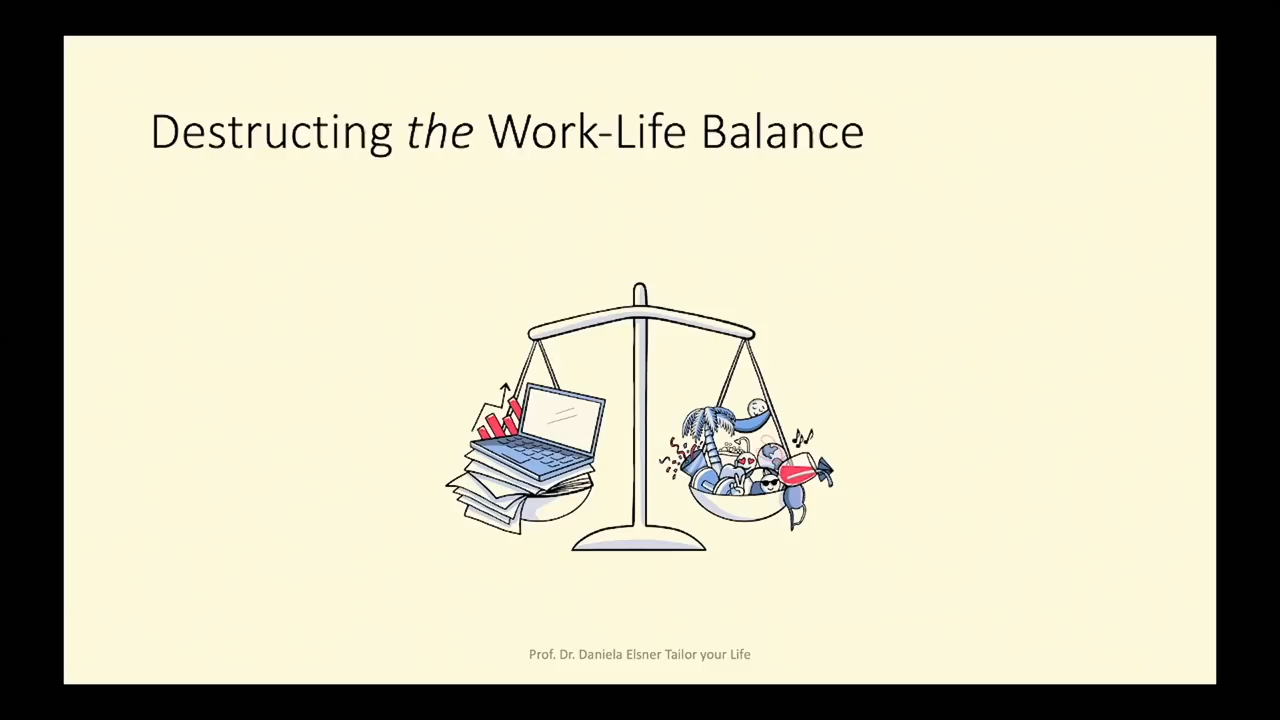 Destructing the Work-Life Balance
Prof. Dr. Daniela Elsner Tailor your Life